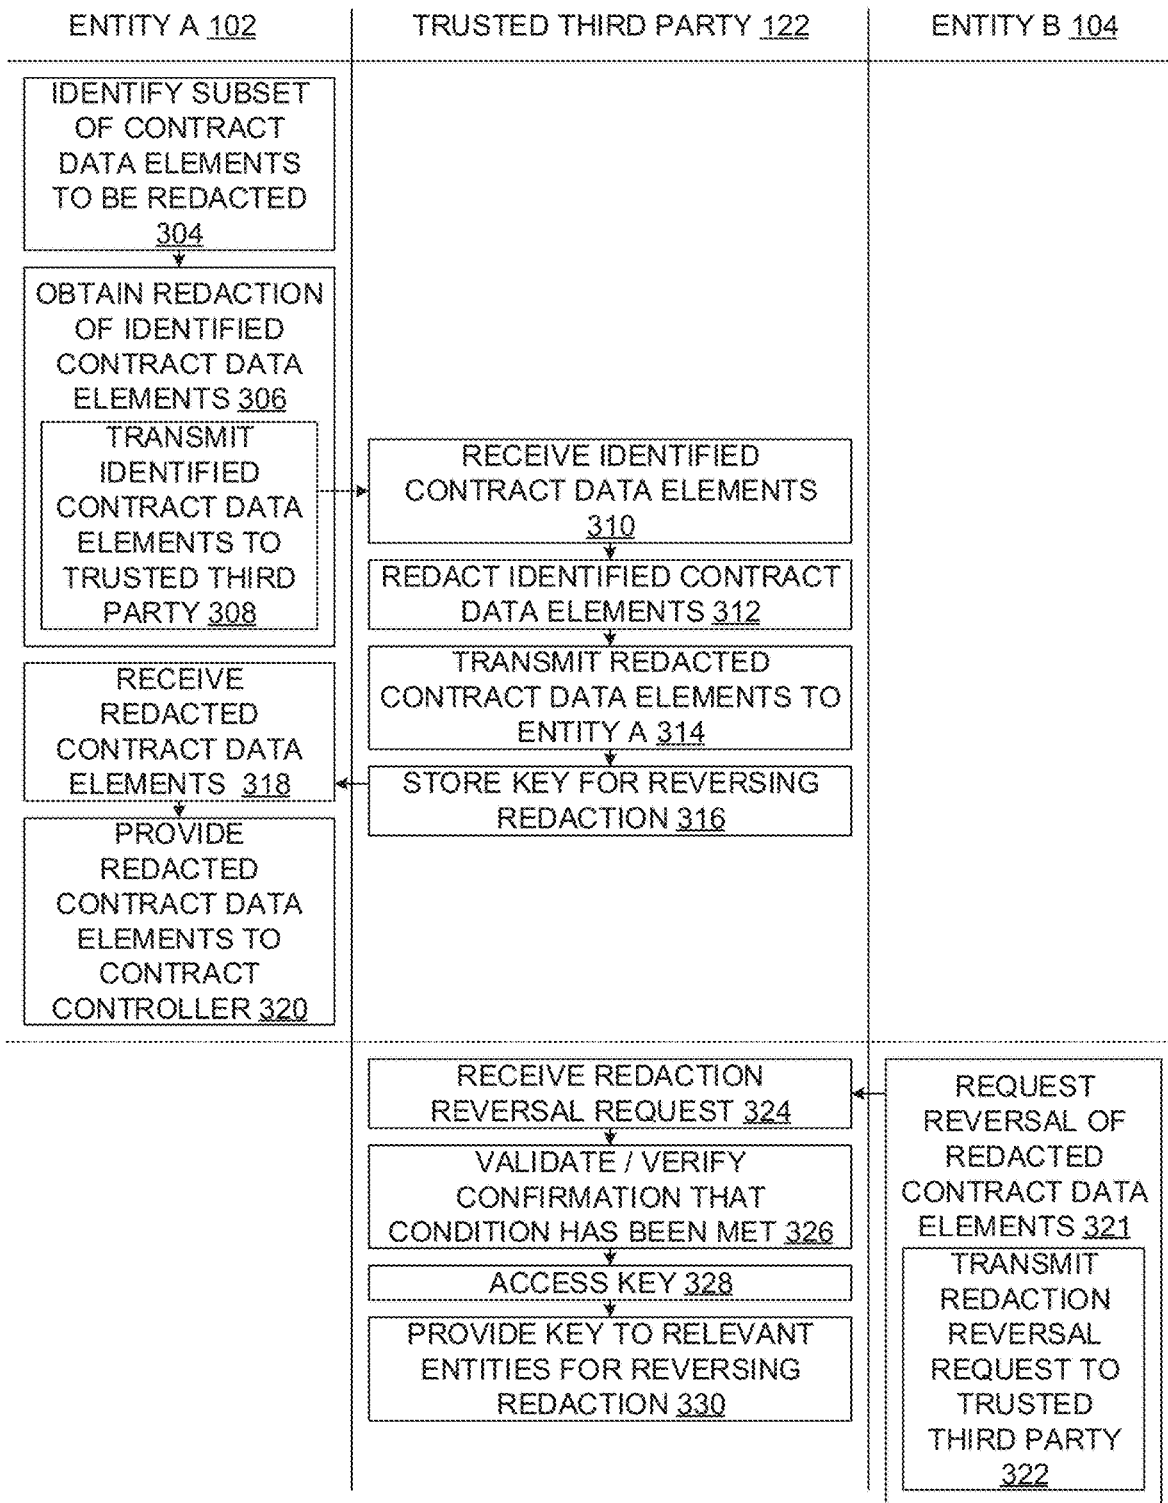 ENTITY A 102
TRUSTED THIRD PARTY 122
ENTITY B 104
IDENTIFY SUBSET
OF CONTRACT
DATA ELEMENTS
TO BE REDACTED
304
OBTAIN REDACTION
OF IDENTIFIED
CONTRACT DATA
ELEMENTS 306
TRANSMIT
IDENTIFIED
CONTRACT DATA
ELEMENTS TO
TRUSTED THIRD
PARTY 308
RECEIVE IDENTIFIED
CONTRACT DATA ELEMENTS
310
REDACT IDENTIFIED CONTRACT
DATA ELEMENTS 312
TRANSMIT REDACTED
CONTRACT DATA ELEMENTS TO
ENTITY A 314
STORE KEY FOR REVERSING
REDACTION 316
RECEIVE
REDACTED
CONTRACT DATA
ELEMENTS 318
PROVIDE
REDACTED
CONTRACT DATA
ELEMENTS TO
CONTRACT
CONTROLLER 320
REQUEST
REVERSAL OF
REDACTED
CONTRACT DATA
ELEMENTS 321
TRANSMIT
REDACTION
REVERSAL
REQUEST TO
TRUSTED
THIRD PARTY
322
RECEIVE REDACTION
REVERSAL REQUEST 324
VALIDATE / VERIFY
CONFIRMATION THAT
CONDITION HAS BEEN MET 326
ACCESS KEY 328
PROVIDE KEY TO RELEVANT
ENTITIES FOR REVERSING
REDACTION 330